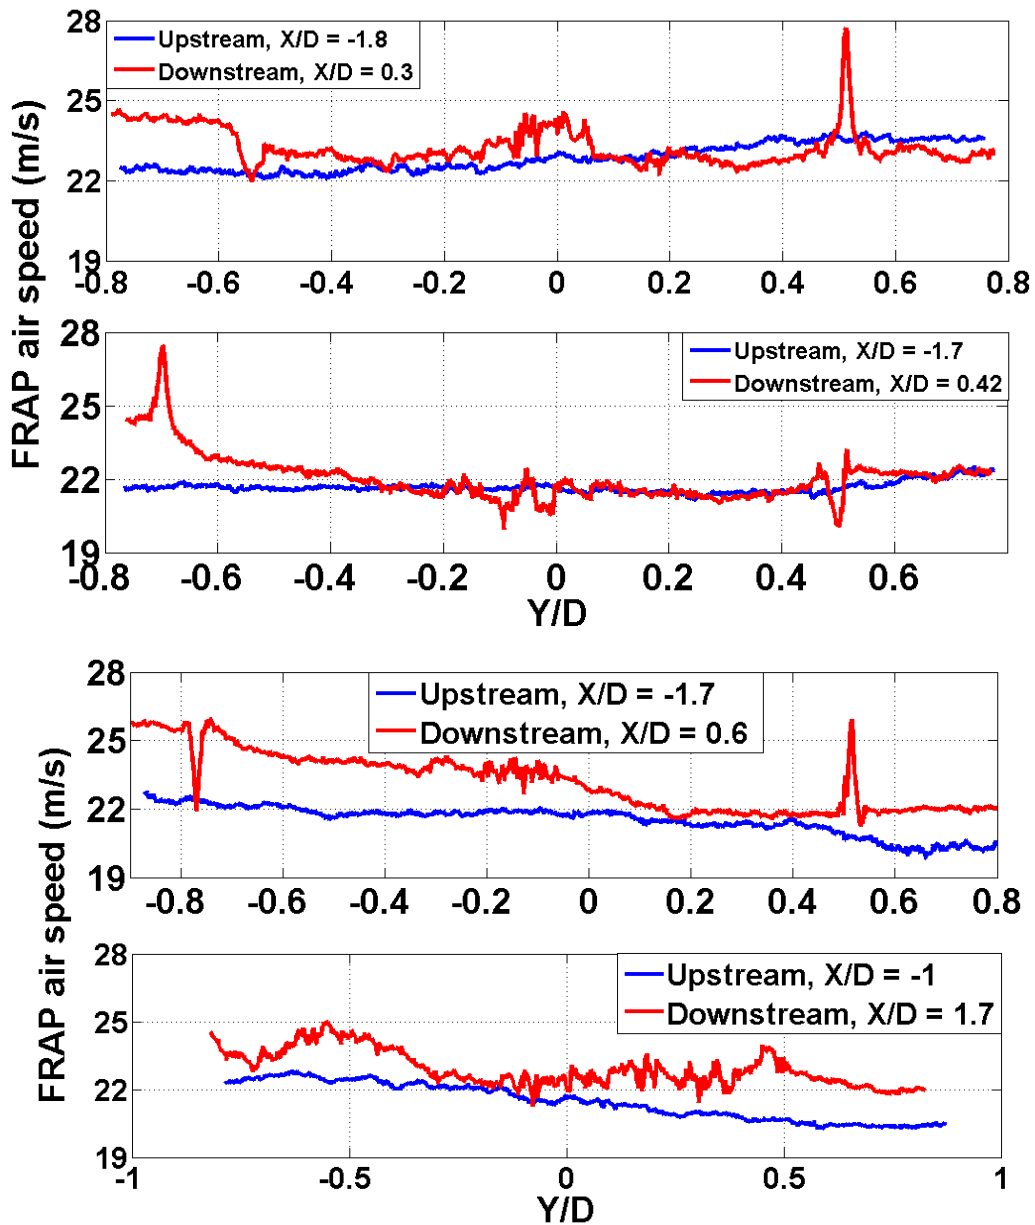 28
Upstream, X/D = -1.8
Downstream, X/D = 0.3
25
22
19
-0.8 -0.6 -0.4 -0.2 0 0.2 0.4 0.6 0.8
FRAP air speed (m/s)
28
Upstream, X/D = -1.7
Downstream, X/D = 0.42
25
22
19
-0.8 -0.6 -0.4 -0.2 0 0.2 0.4 0.6
Y/D
28
Upstream, X/D = -1.7
Downstream, X/D = 0.6
25
22
19
-0.8 -0.6 -0.4 -0.2 0 0.2 0.4 0.6 0.8
FRAP air speed (m/s)
28
Upstream, X/D = -1
Downstream, X/D = 1.7
25
22
19
-1 -0.5 0 0.5 1
Y/D